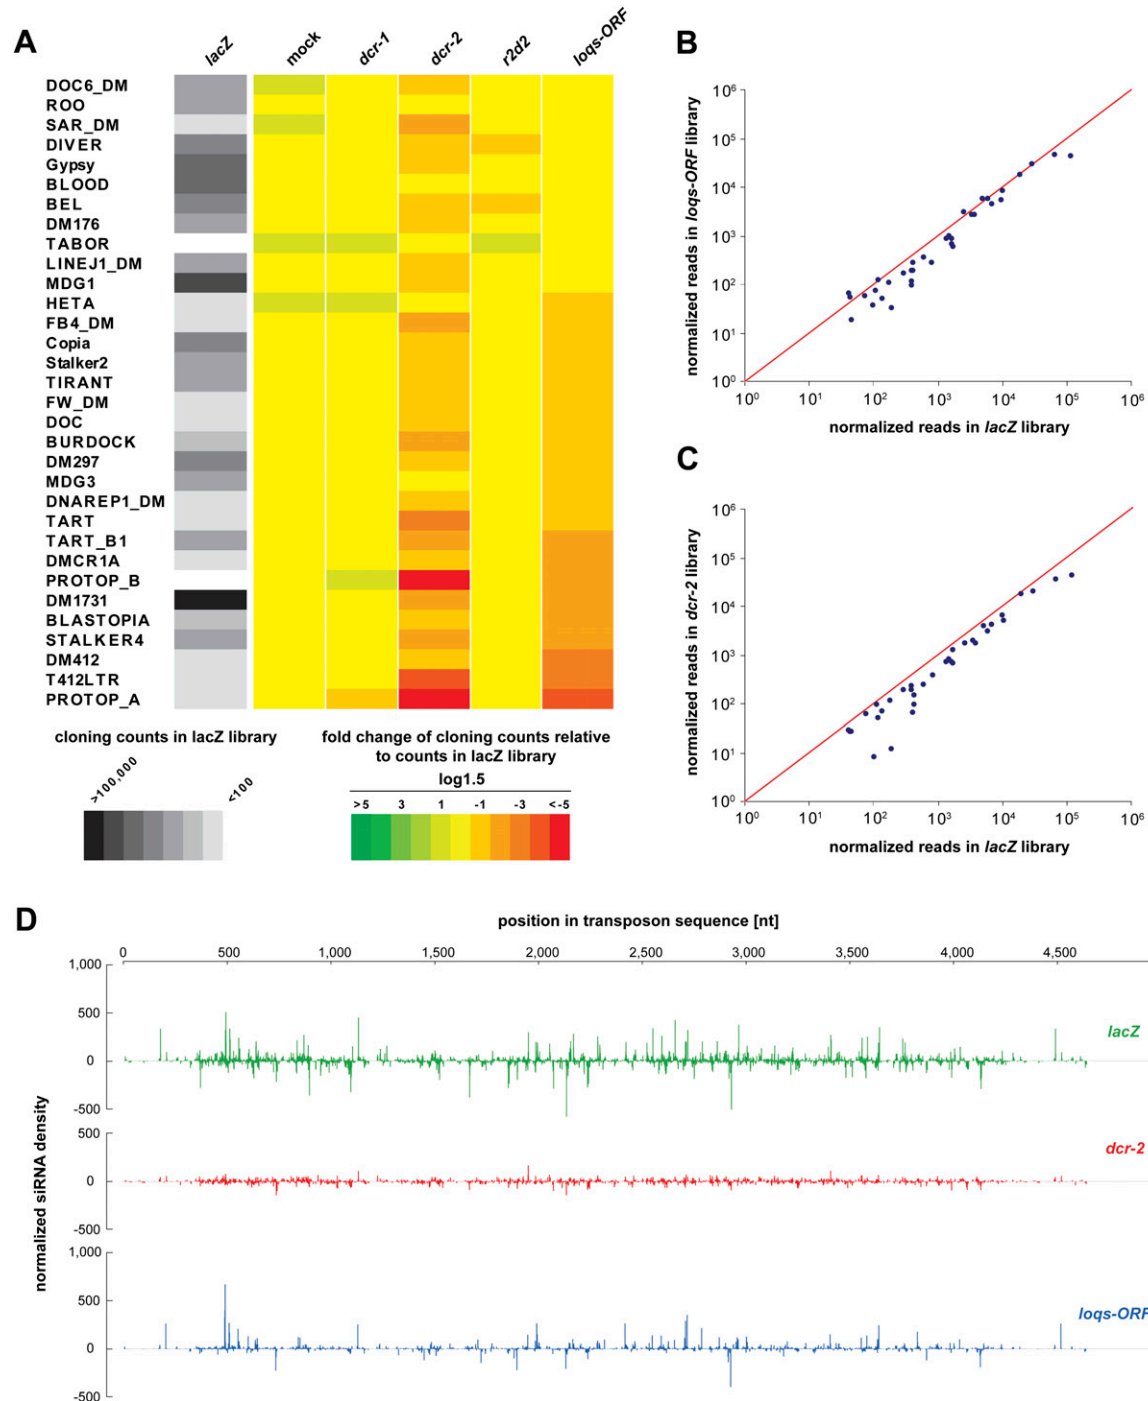 A
lacZ mock dcr-1 dcr-2 r2d2 loqs-ORF
DOC6_DM
ROO
SAR_DM
DIVER
Gypsy
BLOOD
BEL
DM176
TABOR
LINEJ1_DM
MDG1
HETA
FB4_DM
Copia
Stalker2
TIRANT
FW_DM
DOC
BURDOCK
DM297
MDG3
DNAREP1_DM
TART
TART_B1
DMCR1A
PROTOP_B
DM1731
BLASTOPIA
STALKER4
DM412
T412LTR
PROTOP_A
cloning counts in lacZ library
>100,000 <100
fold change of cloning counts relative
to counts in lacZ library
log1.5
>5 3 1 -1 -3 <-5
B
normalized reads in loqs-ORF library
10⁶
10⁵
10⁴
10³
10²
10¹
10⁰
10⁰ 10¹ 10² 10³ 10⁴ 10⁵ 10⁶
normalized reads in lacZ library
C
normalized reads in dcr-2 library
10⁶
10⁵
10⁴
10³
10²
10¹
10⁰
10⁰ 10¹ 10² 10³ 10⁴ 10⁵ 10⁶
normalized reads in lacZ library
D
position in transposon sequence [nt]
0 500 1,000 1,500 2,000 2,500 3,000 3,500 4,000 4,500
normalized siRNA density
1,000
500
0
-500
lacZ
500
0
-500
dcr-2
1,000
500
0
-500
loqs-ORF